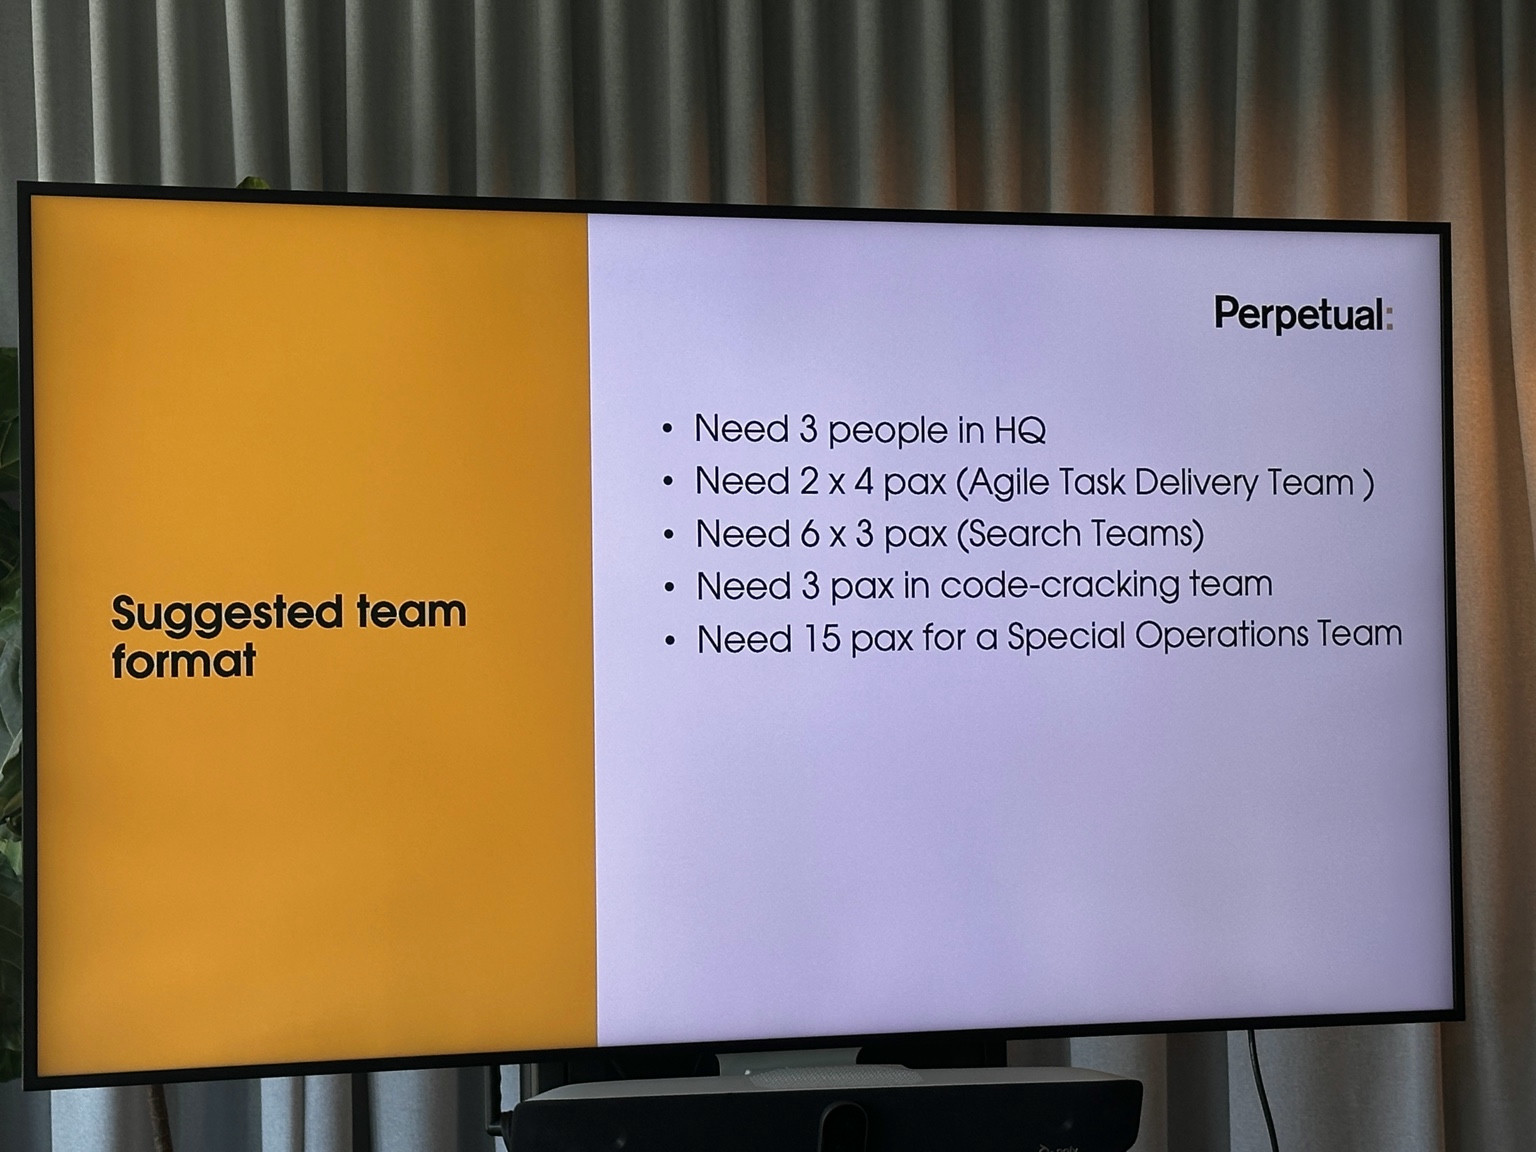 Perpetual:
Suggested team
format
• Need 3 people in HQ
• Need 2 x 4 pax (Agile Task Delivery Team )
• Need 6 x 3 pax (Search Teams)
• Need 3 pax in code-cracking team
• Need 15 pax for a Special Operations Team